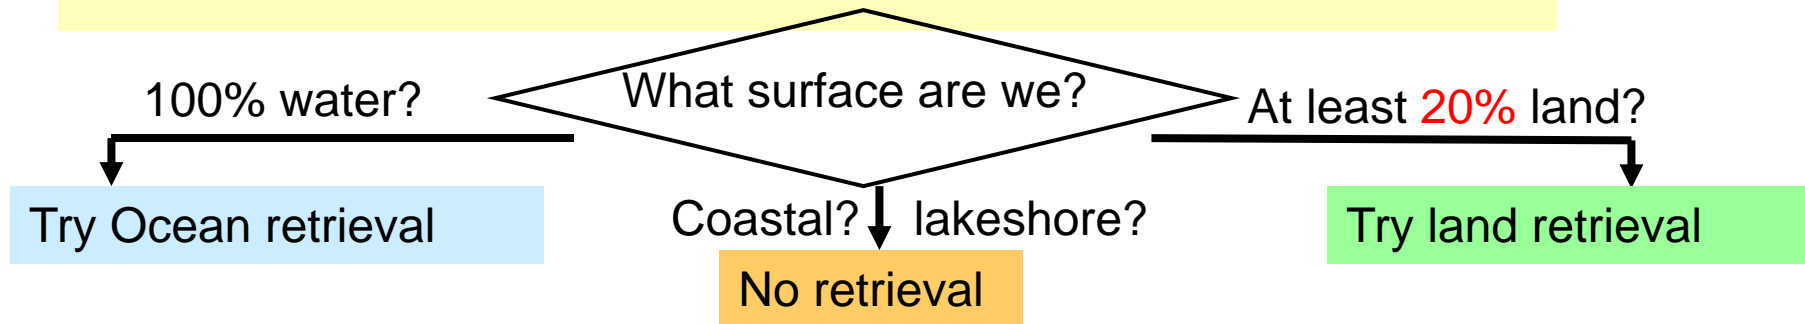 What surface are we?
100% water?
At least 20% land?
Try Ocean retrieval
Coastal? lakeshore?
Try land retrieval
No retrieval